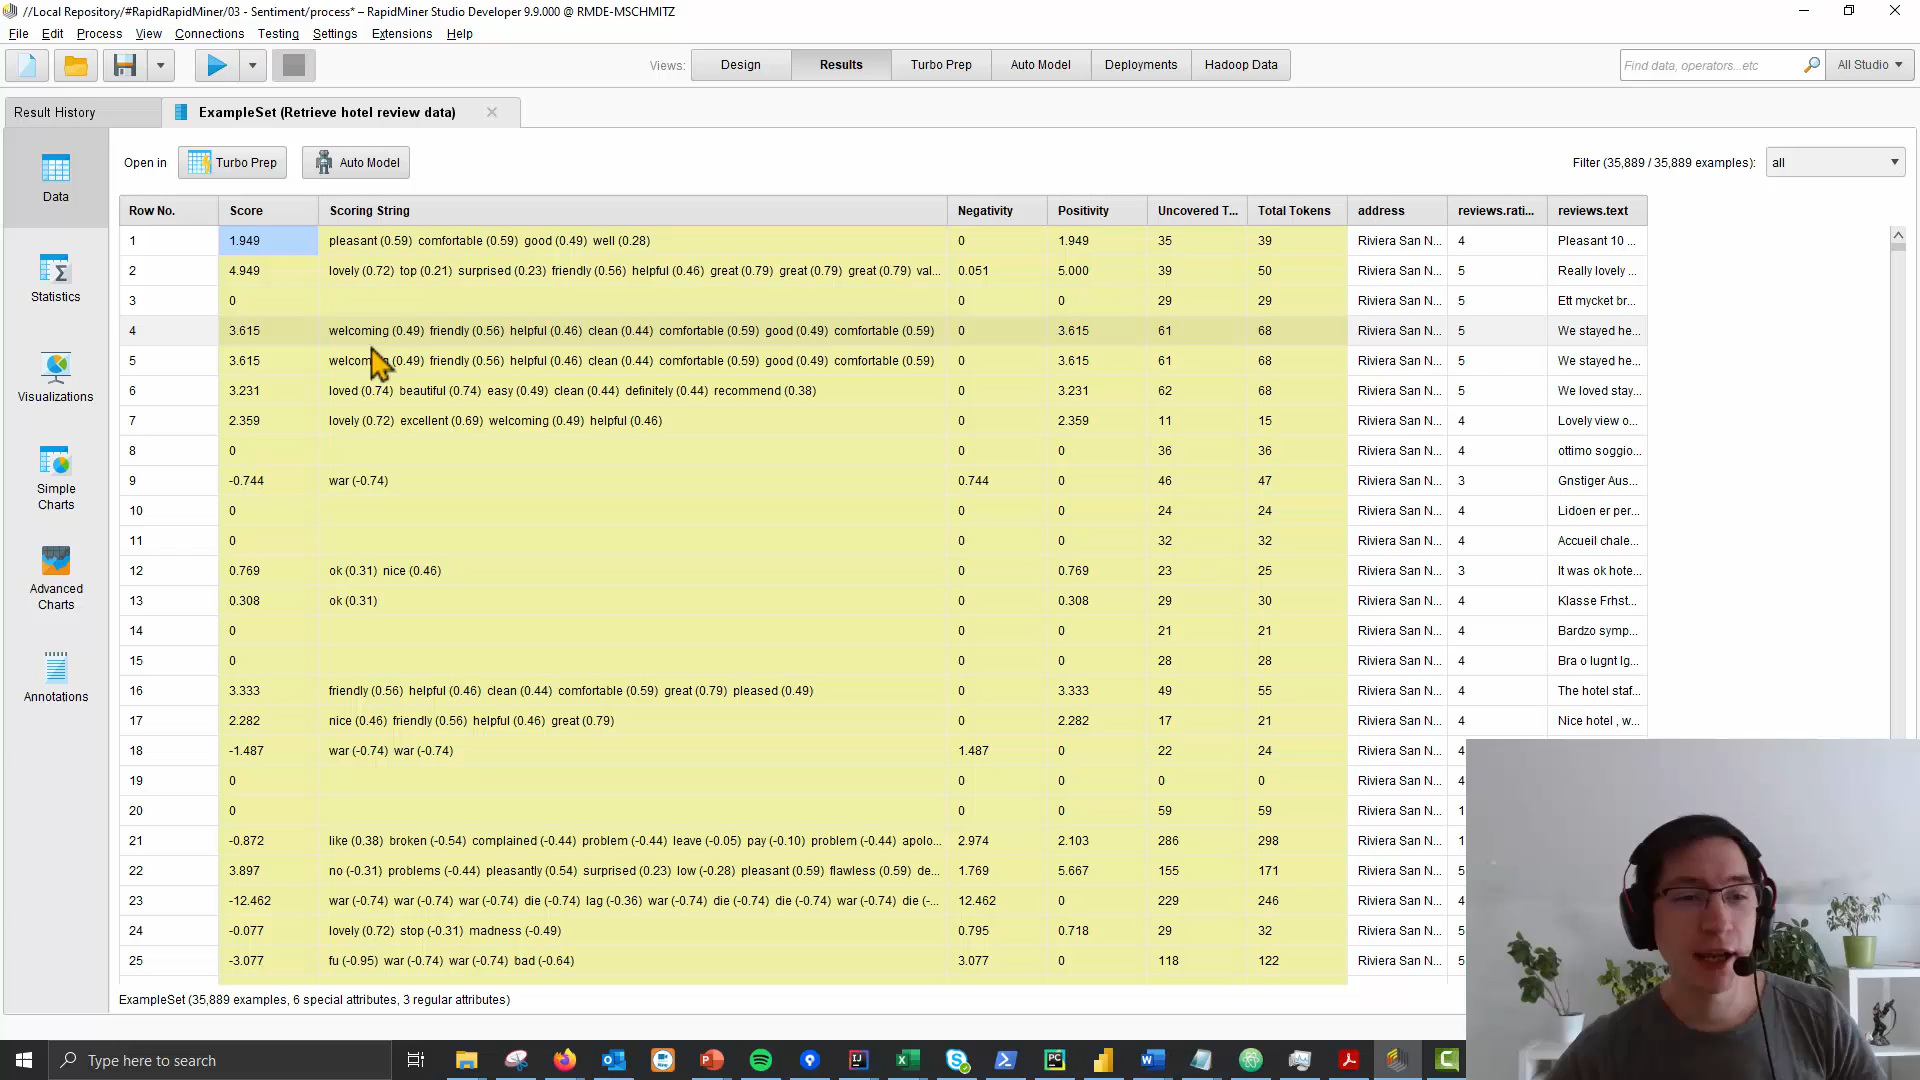 //Local Repository/#RapidRapidMiner/03 - Sentiment/process* – RapidMiner Studio Developer 9.9.000 @ RMDE-MSCHMITZ
File Edit Process View Connections Testing Settings Extensions Help
Views: Design Results Turbo Prep Auto Model Deployments Hadoop Data
Find data, operators...etc All Studio
Result History ExampleSet (Retrieve hotel review data)
Open in Turbo Prep Auto Model Filter (35,889 / 35,889 examples): all
Data
Statistics
Visualizations
Simple
Charts
Advanced
Charts
Annotations
Row No. Score Scoring String Negativity Positivity Uncovered T... Total Tokens address reviews.rati... reviews.text
1 1.949 pleasant (0.59) comfortable (0.59) good (0.49) well (0.28) 0 1.949 35 39 Riviera San N... 4 Pleasant 10 ...
2 4.949 lovely (0.72) top (0.21) surprised (0.23) friendly (0.56) helpful (0.46) great (0.79) great (0.79) great (0.79) val... 0.051 5.000 39 50 Riviera San N... 5 Really lovely ...
3 0 0 0 29 29 Riviera San N... 5 Ett mycket br...
4 3.615 welcoming (0.49) friendly (0.56) helpful (0.46) clean (0.44) comfortable (0.59) good (0.49) comfortable (0.59) 0 3.615 61 68 Riviera San N... 5 We stayed he...
5 3.615 welcoming (0.49) friendly (0.56) helpful (0.46) clean (0.44) comfortable (0.59) good (0.49) comfortable (0.59) 0 3.615 61 68 Riviera San N... 5 We stayed he...
6 3.231 loved (0.74) beautiful (0.74) easy (0.49) clean (0.44) definitely (0.44) recommend (0.38) 0 3.231 62 68 Riviera San N... 5 We loved stay...
7 2.359 lovely (0.72) excellent (0.69) welcoming (0.49) helpful (0.46) 0 2.359 11 15 Riviera San N... 4 Lovely view o...
8 0 0 0 36 36 Riviera San N... 4 ottimo soggio...
9 -0.744 war (-0.74) 0.744 0 46 47 Riviera San N... 3 Gnstiger Aus...
10 0 0 0 24 24 Riviera San N... 4 Lidoen er per...
11 0 0 0 32 32 Riviera San N... 4 Accueil chale...
12 0.769 ok (0.31) nice (0.46) 0 0.769 23 25 Riviera San N... 3 It was ok hote...
13 0.308 ok (0.31) 0 0.308 29 30 Riviera San N... 4 Klasse Frhst...
14 0 0 0 21 21 Riviera San N... 4 Bardzo symp...
15 0 0 0 28 28 Riviera San N... 4 Bra o lugnt lg...
16 3.333 friendly (0.56) helpful (0.46) clean (0.44) comfortable (0.59) great (0.79) pleased (0.49) 0 3.333 49 55 Riviera San N... 4 The hotel staf...
17 2.282 nice (0.46) friendly (0.56) helpful (0.46) great (0.79) 0 2.282 17 21 Riviera San N... 4 Nice hotel , w...
18 -1.487 war (-0.74) war (-0.74) 1.487 0 22 24 Riviera San N... 4
19 0 0 0 0 0 Riviera San N... 4
20 0 0 0 59 59 Riviera San N... 1
21 -0.872 like (0.38) broken (-0.54) complained (-0.44) problem (-0.44) leave (-0.05) pay (-0.10) problem (-0.44) apolo... 2.974 2.103 286 298 Riviera San N... 1
22 3.897 no (-0.31) problems (-0.44) pleasantly (0.54) surprised (0.23) low (-0.28) pleasant (0.59) flawless (0.59) de... 1.769 5.667 155 171 Riviera San N... 5
23 -12.462 war (-0.74) war (-0.74) war (-0.74) die (-0.74) lag (-0.36) war (-0.74) die (-0.74) die (-0.74) war (-0.74) die (-... 12.462 0 229 246 Riviera San N... 4
24 -0.077 lovely (0.72) stop (-0.31) madness (-0.49) 0.795 0.718 29 32 Riviera San N... 5
25 -3.077 fu (-0.95) war (-0.74) war (-0.74) bad (-0.64) 3.077 0 118 122 Riviera San N... 5
ExampleSet (35,889 examples, 6 special attributes, 3 regular attributes)
Type here to search